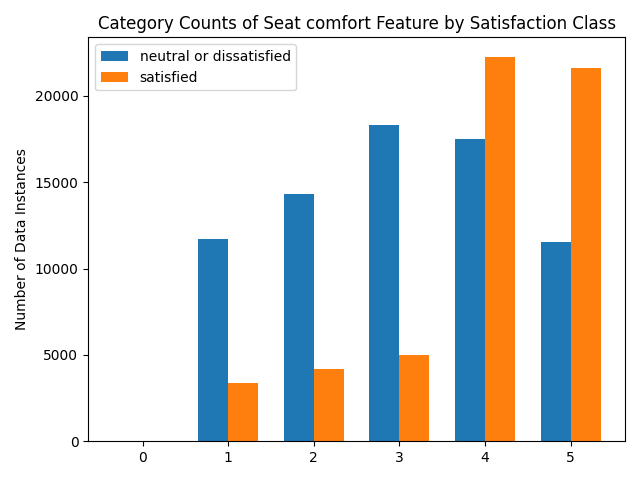 Category Counts of Seat comfort Feature by Satisfaction Class
neutral or dissatisfied
satisfied
Number of Data Instances
20000
15000
10000
5000
0
0 1 2 3 4 5